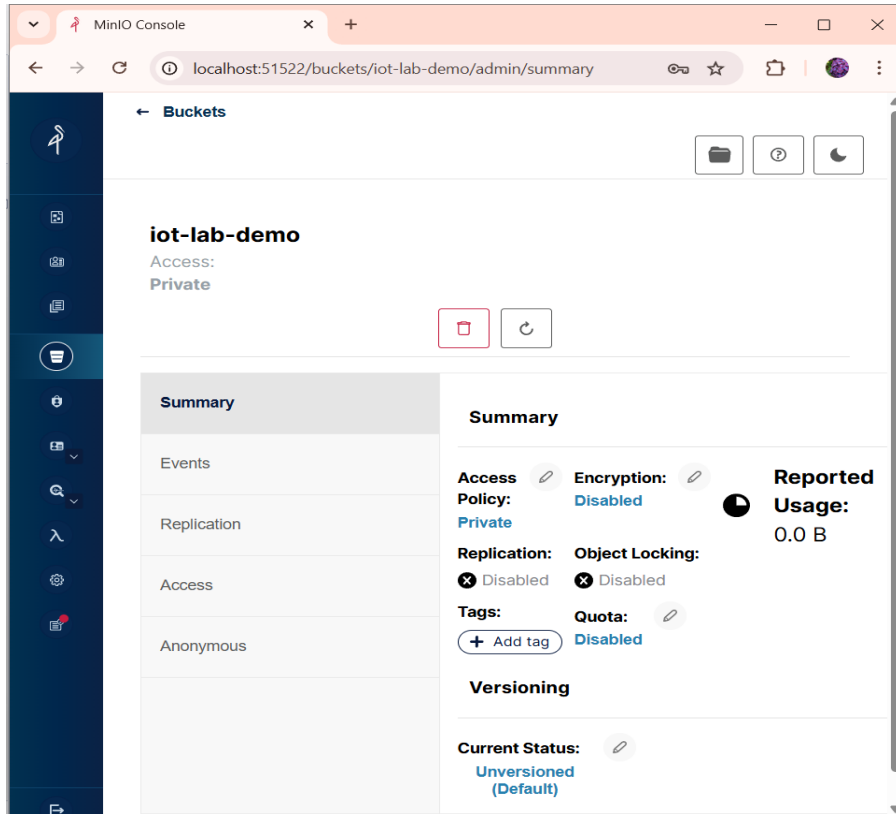 MinIO Console
localhost:51522/buckets/iot-lab-demo/admin/summary
← Buckets
iot-lab-demo
Access:
Private
Summary
Events
Replication
Access
Anonymous
Summary
Access Policy:
Private
Encryption:
Disabled
Reported Usage:
0.0 B
Replication:
Disabled
Object Locking:
Disabled
Tags:
+ Add tag
Quota:
Disabled
Versioning
Current Status:
Unversioned
(Default)